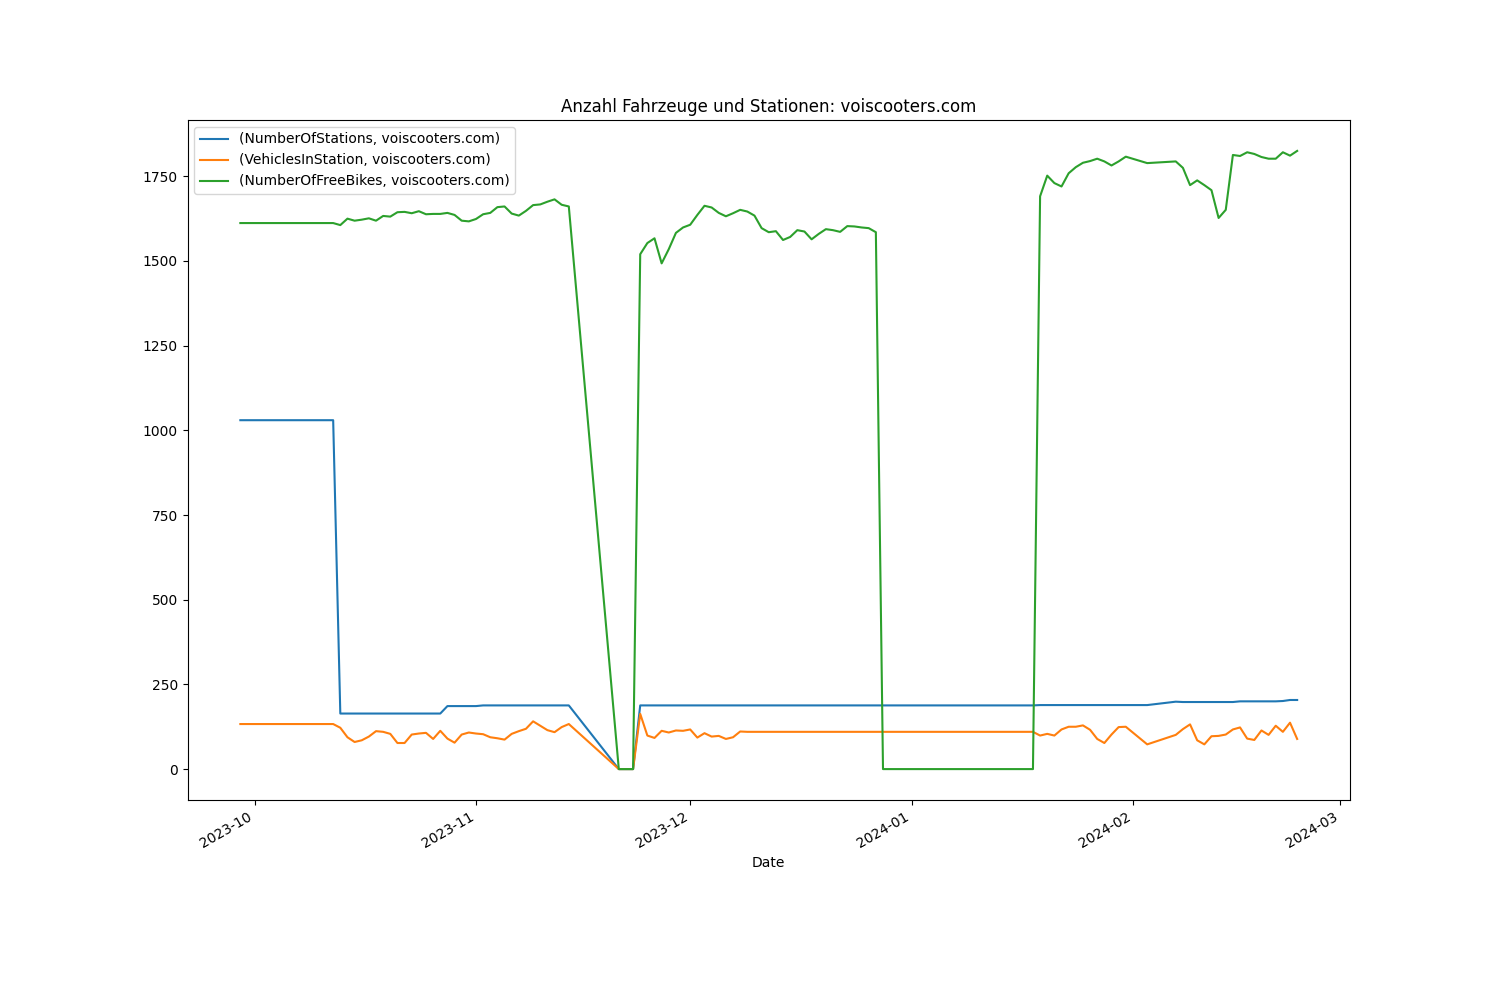 Anzahl Fahrzeuge und Stationen: voiscooters.com
(NumberOfStations, voiscooters.com)
(VehiclesInStation, voiscooters.com)
(NumberOfFreeBikes, voiscooters.com)
1750
1500
1250
1000
750
500
250
0
2023-10
2023-11
2023-12
2024-01
2024-02
2024-03
Date